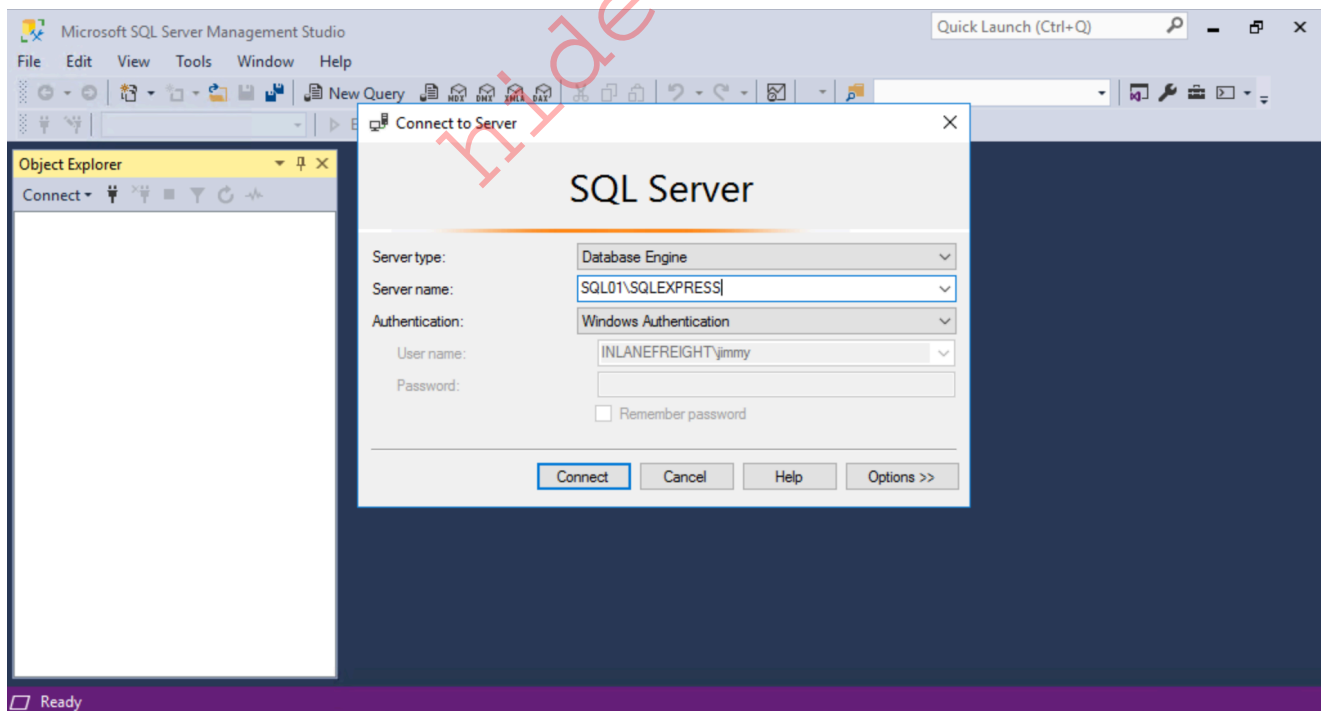 Microsoft SQL Server Management Studio
Quick Launch (Ctrl+Q)
File Edit View Tools Window Help
New Query MDX DMX XMLA DAX
E
Connect to Server
Object Explorer
Connect
SQL Server
Server type: Database Engine
Server name: SQL01\SQLEXPRESS
Authentication: Windows Authentication
User name: INLANEFREIGHT\jimmy
Password:
Remember password
Connect Cancel Help Options >>
Ready
hide